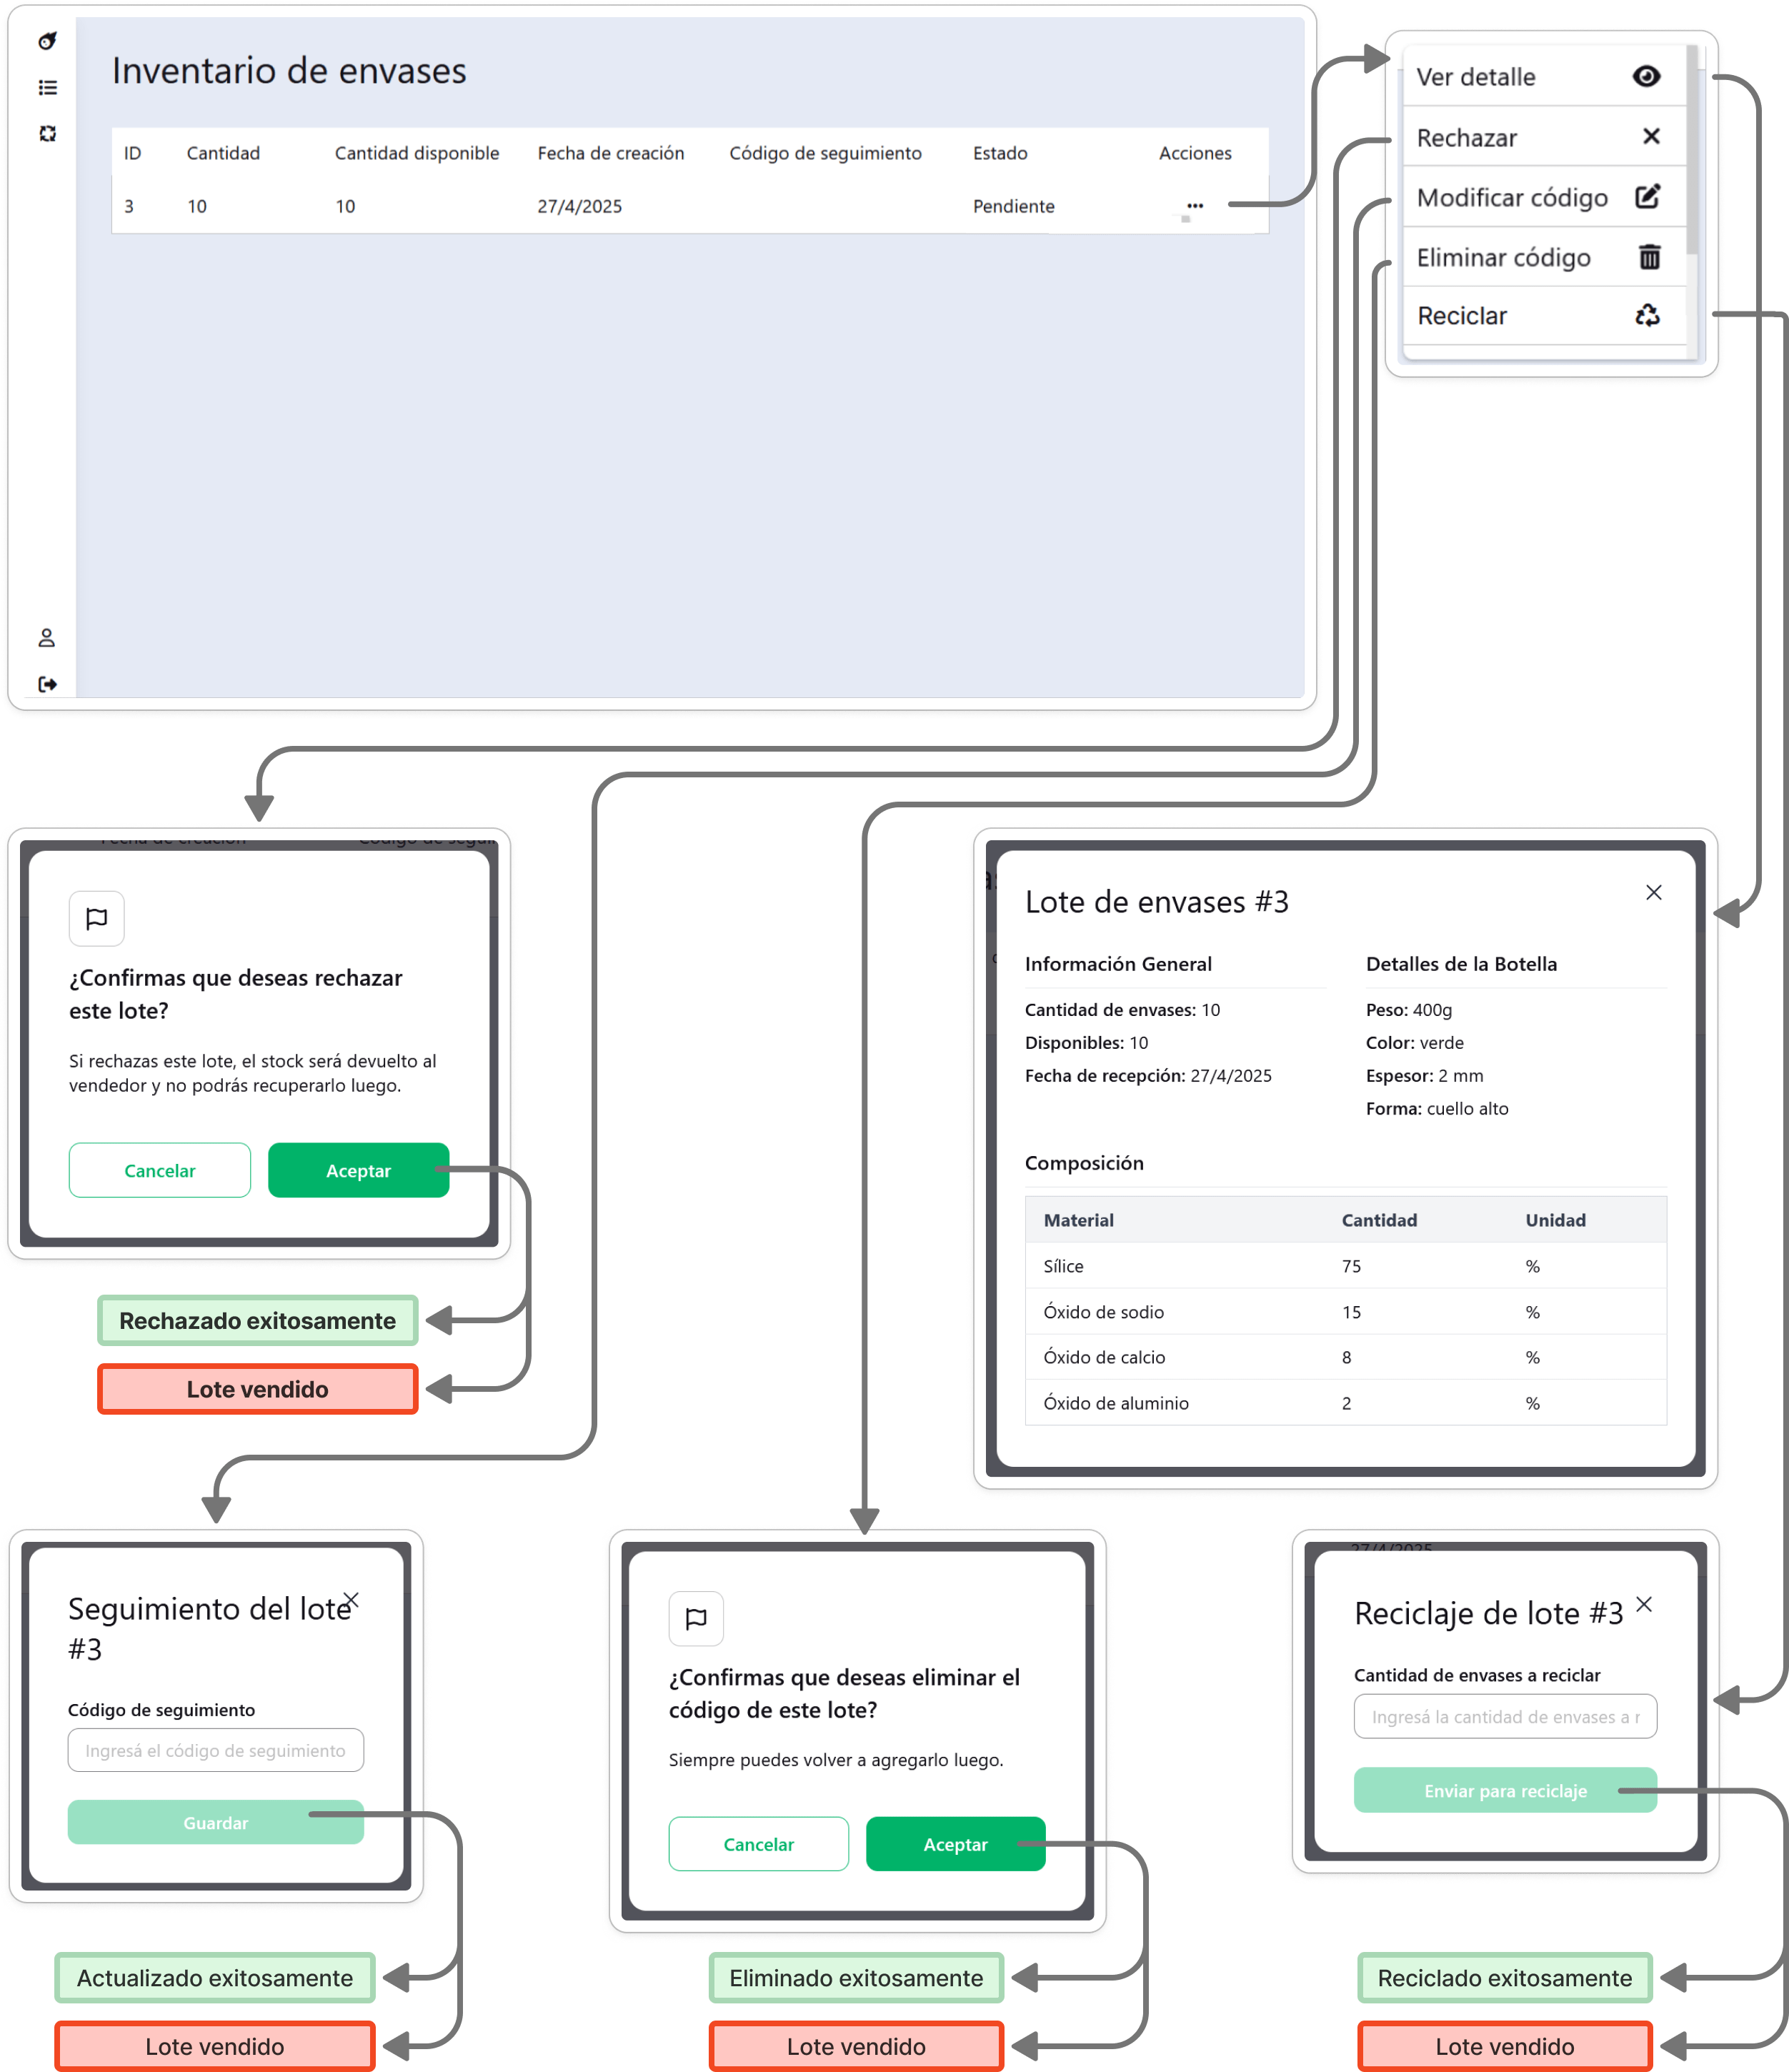 Inventario de envases
ID Cantidad Cantidad disponible Fecha de creación Código de seguimiento Estado Acciones
3 10 10 27/4/2025 Pendiente
Ver detalle
Rechazar
Modificar código
Eliminar código
Reciclar
Fecha de creación
¿Confirmas que deseas rechazar
este lote?
Si rechazas este lote, el stock será devuelto al
vendedor y no podrás recuperarlo luego.
Cancelar Aceptar
Rechazado exitosamente
Lote vendido
Lote de envases #3
Información General
Cantidad de envases: 10
Disponibles: 10
Fecha de recepción: 27/4/2025
Detalles de la Botella
Peso: 400g
Color: verde
Espesor: 2 mm
Forma: cuello alto
Composición
Material Cantidad Unidad
Sílice 75 %
Óxido de sodio 15 %
Óxido de calcio 8 %
Óxido de aluminio 2 %
Seguimiento del lote
#3
Código de seguimiento
Ingresá el código de seguimiento
Guardar
Actualizado exitosamente
Lote vendido
¿Confirmas que deseas eliminar el
código de este lote?
Siempre puedes volver a agregarlo luego.
Cancelar Aceptar
Eliminado exitosamente
Lote vendido
27/4/2025
Reciclaje de lote #3
Cantidad de envases a reciclar
Ingresá la cantidad de envases a r
Enviar para reciclaje
Reciclado exitosamente
Lote vendido